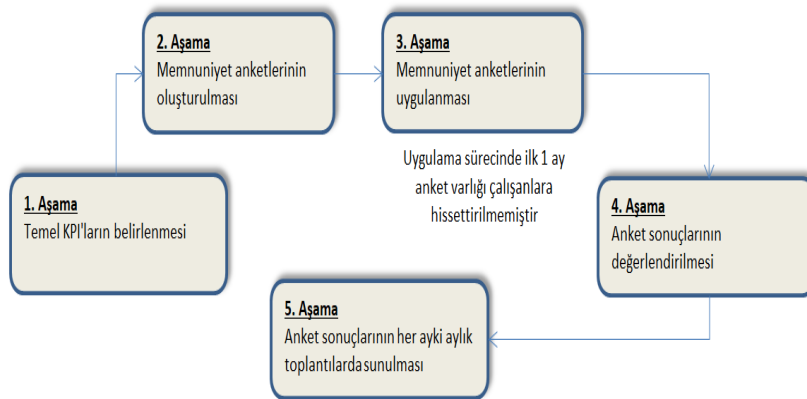 1. Aşama
Temel KPI'ların belirlenmesi
2. Aşama
Memnuniyet anketlerinin
oluşturulması
3. Aşama
Memnuniyet anketlerinin
uygulanması
Uygulama sürecinde ilk 1 ay
anket varlığı çalışanlara
hissettirilmemiştir
4. Aşama
Anket sonuçlarının
değerlendirilmesi
5. Aşama
Anket sonuçlarının her ayki aylık
toplantılarda sunulması